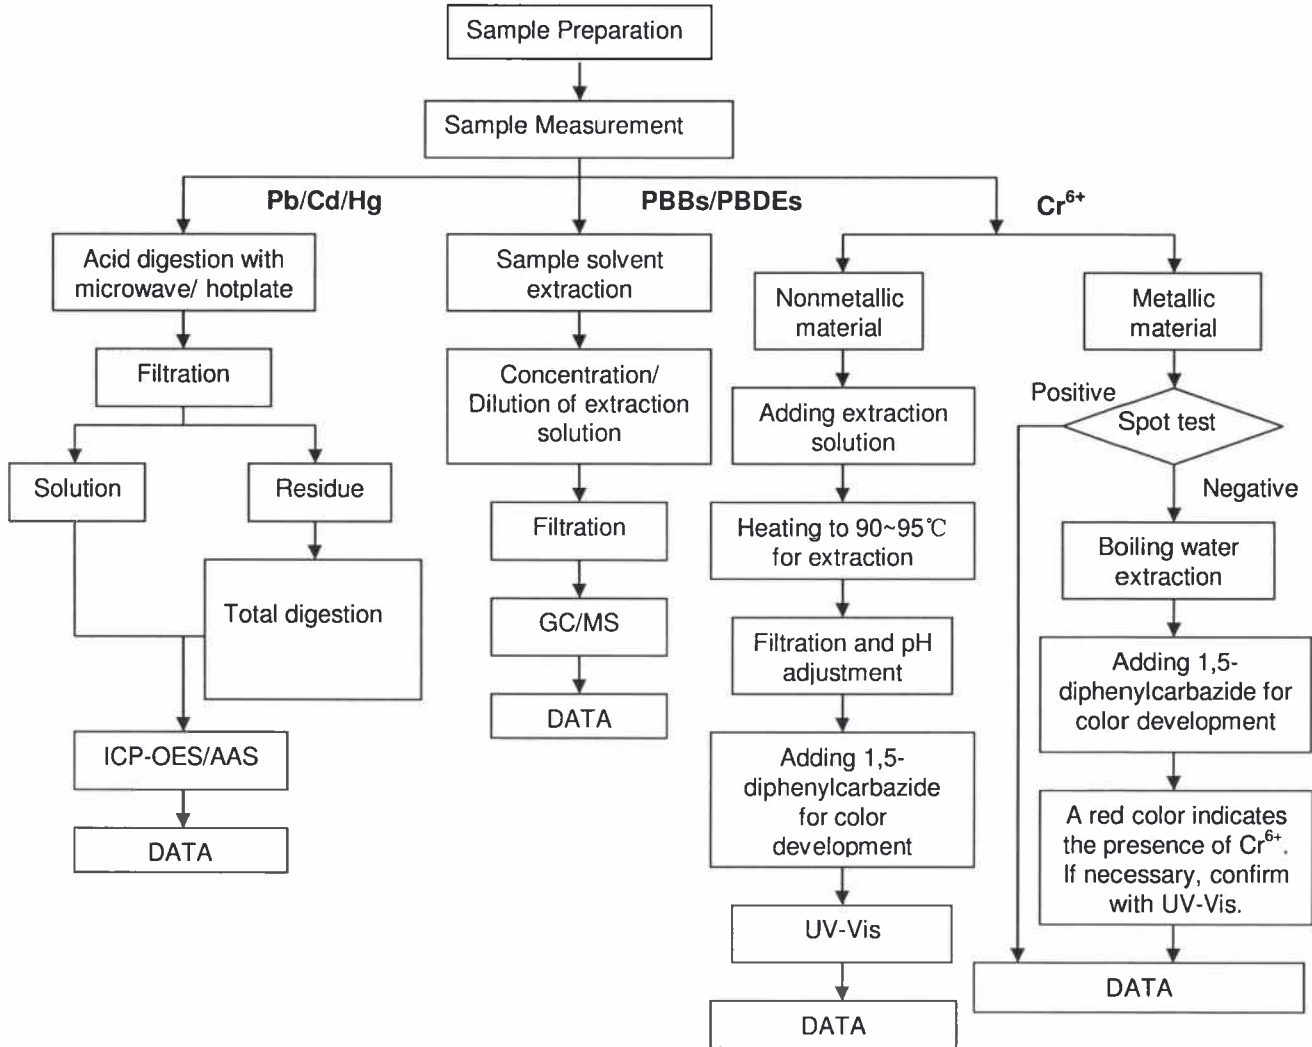 Sample Preparation
Sample Measurement
Pb/Cd/Hg
PBBs/PBDEs
Cr⁶⁺
Acid digestion with
microwave/ hotplate
Filtration
Solution
Residue
Total digestion
ICP-OES/AAS
DATA
Sample solvent
extraction
Concentration/
Dilution of extraction
solution
Filtration
GC/MS
DATA
Nonmetallic
material
Adding extraction
solution
Heating to 90~95℃
for extraction
Filtration and pH
adjustment
Adding 1,5-
diphenylcarbazide
for color
development
UV-Vis
DATA
Metallic
material
Positive
Spot test
Negative
Boiling water
extraction
Adding 1,5-
diphenylcarbazide for
color development
A red color indicates
the presence of Cr⁶⁺.
If necessary, confirm
with UV-Vis.
DATA